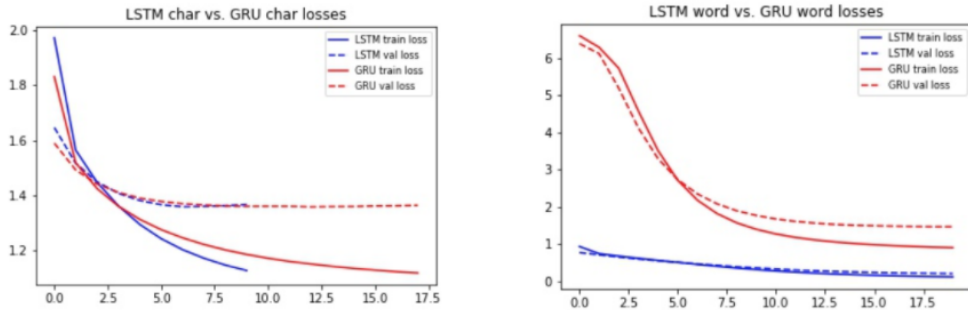 LSTM char vs. GRU char losses
2.0
1.8
1.6
1.4
1.2
LSTM train loss
LSTM val loss
GRU train loss
GRU val loss
0.0 2.5 5.0 7.5 10.0 12.5 15.0 17.5
LSTM word vs. GRU word losses
6
5
4
3
2
1
0
LSTM train loss
LSTM val loss
GRU train loss
GRU val loss
0.0 2.5 5.0 7.5 10.0 12.5 15.0 17.5